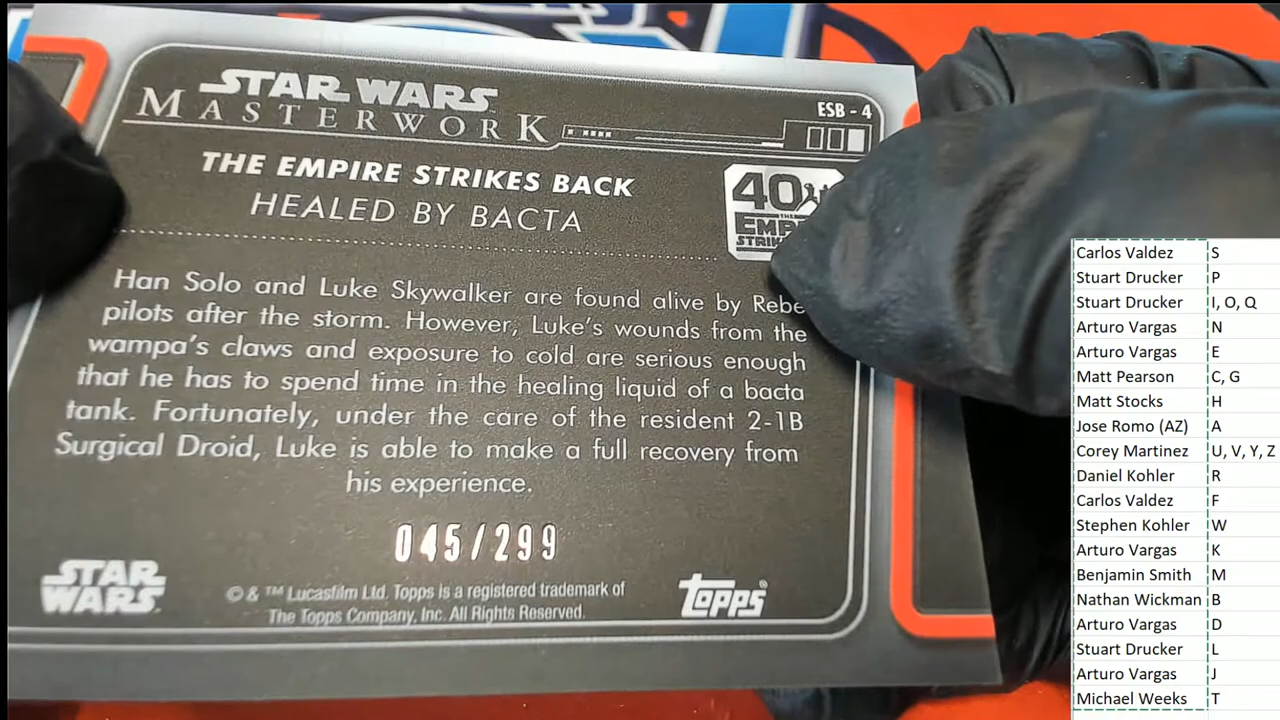 STAR WARS
MASTERWORK
ESB - 4
THE EMPIRE STRIKES BACK
HEALED BY BACTA
40
THE
Han Solo and Luke Skywalker are found alive by
pilots after the storm. However, Luke's wounds from the
wampa's claws and exposure to cold are serious enough
that he has to spend time in the healing liquid of a bacta
tank. Fortunately, under the care of the resident 2-1B
Surgical Droid, Luke is able to make a full recovery from
his experience.
045/299
STAR
WARS
© & ™ Lucasfilm Ltd. Topps is a registered trademark of
The Topps Company, Inc. All Rights Reserved.
Topps®
Carlos Valdez S
Stuart Drucker P
Stuart Drucker I, O, Q
Arturo Vargas N
Arturo Vargas E
Matt Pearson C, G
Matt Stocks H
Jose Romo (AZ) A
Corey Martinez U, V, Y, Z
Daniel Kohler R
Carlos Valdez F
Stephen Kohler W
Arturo Vargas K
Benjamin Smith M
Nathan Wickman B
Arturo Vargas D
Stuart Drucker L
Arturo Vargas J
Michael Weeks T